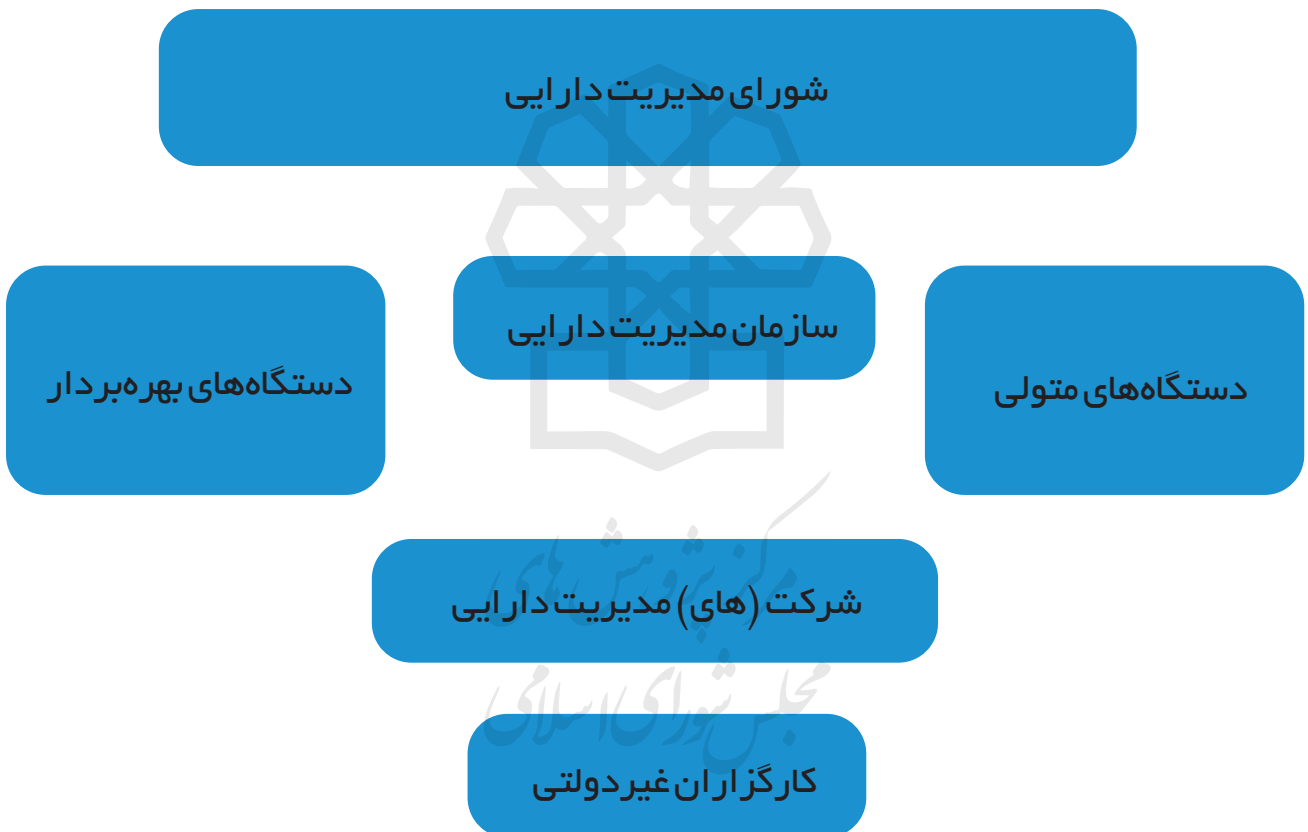 شورای مدیریت دارایی
دستگاه‌های متولی
سازمان مدیریت دارایی
دستگاه‌های بهره‌بردار
شرکت (های) مدیریت دارایی
کارگزاران غیردولتی
مرکز پژوهش های
مجلس شورای اسلامی